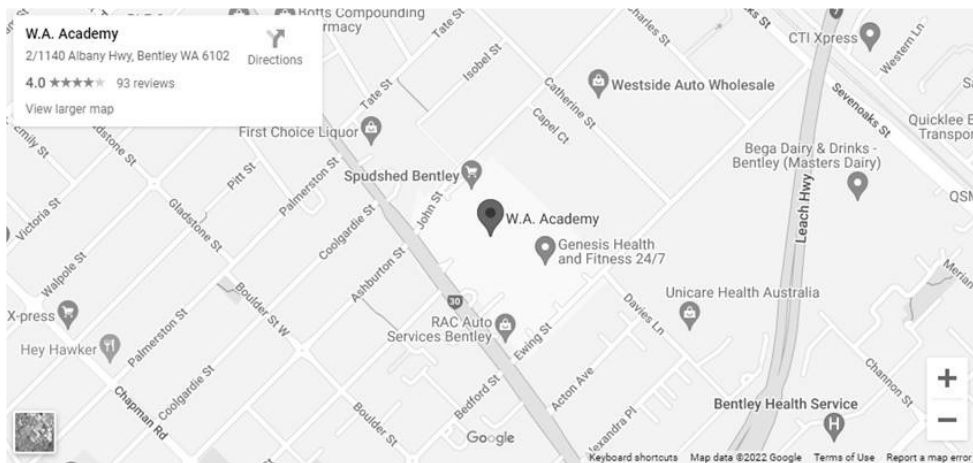 W.A. Academy
2/1140 Albany Hwy, Bentley WA 6102
4.0
93 reviews
View larger map
Directions
Botts Compounding
Tate St
Charles St
CTI Xpress
Western Ln
Isobel St
Westside Auto Wholesale
Sevenoaks St
Catherine St
Tate St
Capel Ct
First Choice Liquor
Quicklee
Bega Dairy & Drinks -
Bentley (Masters Dairy)
Emily St
Gladstone St
Pitt St
Palmerston St
Spudshed Bentley
QSM
John St
W.A. Academy
Leach Hwy
Victoria St
Gladstone St
Coolgardie St
Genesis Health
and Fitness 24/7
Walpole St
Ashburton St
30
Unicare Health Australia
X-press
Boulder St W
RAC Auto
Services Bentley
Davies Ln
Hey Hawker
Palmerston St
Ewing St
Coolgardie St
Channon St
Chapman Rd
Boulder St
Bedford St
Acton Ave
Bentley Health Service
H
Google
Keyboard shortcuts
Map data ©2022 Google
Terms of Use
Report a map error